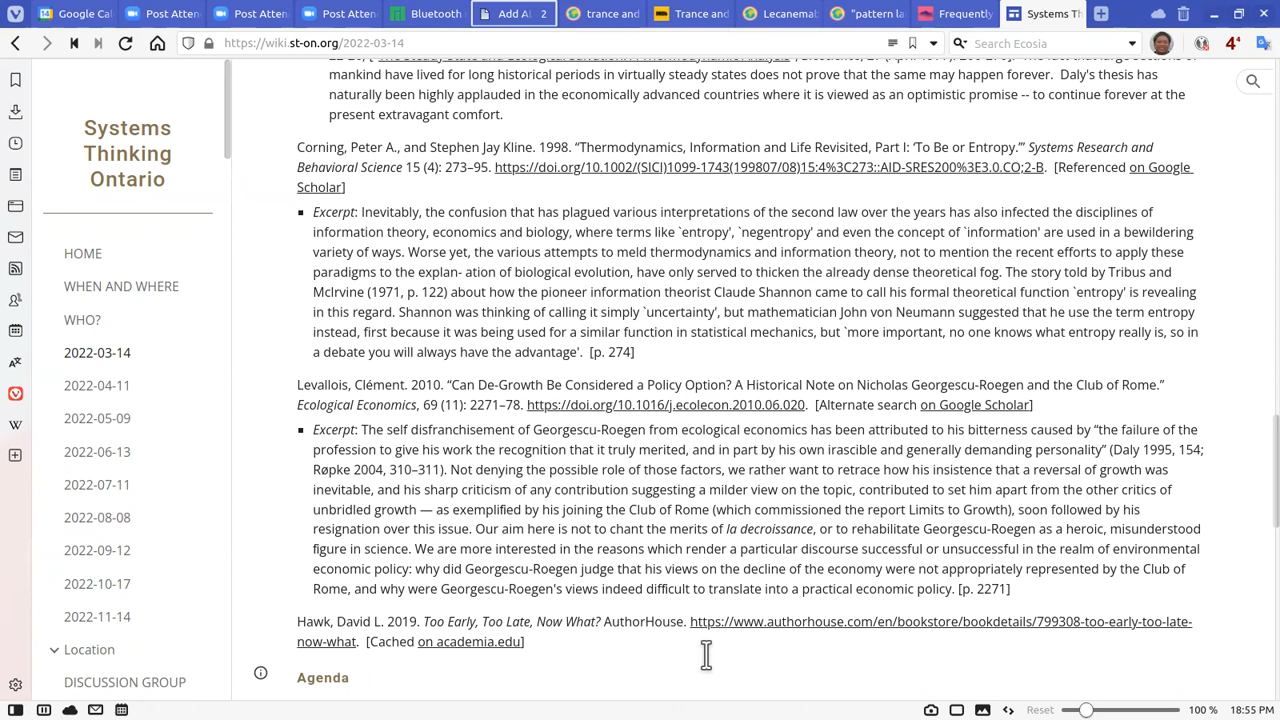 Google Cal
Post Atten
Post Atten
Post Atten
Bluetooth
Add Al 2
trance and
Trance and
Lecanemab
"pattern la
Frequently
Systems Th
https://wiki.st-on.org/2022-03-14
Search Ecosia
4⁴
Systems
Thinking
Ontario
HOME
WHEN AND WHERE
WHO?
2022-03-14
2022-04-11
2022-05-09
2022-06-13
2022-07-11
2022-08-08
2022-09-12
2022-10-17
2022-11-14
Location
DISCUSSION GROUP
mankind have lived for long historical periods in virtually steady states does not prove that the same may happen forever. Daly's thesis has
naturally been highly applauded in the economically advanced countries where it is viewed as an optimistic promise -- to continue forever at the
present extravagant comfort.
Corning, Peter A., and Stephen Jay Kline. 1998. “Thermodynamics, Information and Life Revisited, Part I: ‘To Be or Entropy.’” Systems Research and
Behavioral Science 15 (4): 273–95. https://doi.org/10.1002/(SICI)1099-1743(199807/08)15:4%3C273::AID-SRES200%3E3.0.CO;2-B. [Referenced on Google
Scholar]
▪ Excerpt: Inevitably, the confusion that has plagued various interpretations of the second law over the years has also infected the disciplines of
information theory, economics and biology, where terms like `entropy', `negentropy' and even the concept of `information' are used in a bewildering
variety of ways. Worse yet, the various attempts to meld thermodynamics and information theory, not to mention the recent efforts to apply these
paradigms to the explan- ation of biological evolution, have only served to thicken the already dense theoretical fog. The story told by Tribus and
McIrvine (1971, p. 122) about how the pioneer information theorist Claude Shannon came to call his formal theoretical function `entropy' is revealing
in this regard. Shannon was thinking of calling it simply `uncertainty', but mathematician John von Neumann suggested that he use the term entropy
instead, first because it was being used for a similar function in statistical mechanics, but `more important, no one knows what entropy really is, so in
a debate you will always have the advantage'. [p. 274]
Levallois, Clément. 2010. “Can De-Growth Be Considered a Policy Option? A Historical Note on Nicholas Georgescu-Roegen and the Club of Rome.”
Ecological Economics, 69 (11): 2271–78. https://doi.org/10.1016/j.ecolecon.2010.06.020. [Alternate search on Google Scholar]
▪ Excerpt: The self disfranchisement of Georgescu-Roegen from ecological economics has been attributed to his bitterness caused by “the failure of the
profession to give his work the recognition that it truly merited, and in part by his own irascible and generally demanding personality” (Daly 1995, 154;
Røpke 2004, 310–311). Not denying the possible role of those factors, we rather want to retrace how his insistence that a reversal of growth was
inevitable, and his sharp criticism of any contribution suggesting a milder view on the topic, contributed to set him apart from the other critics of
unbridled growth — as exemplified by his joining the Club of Rome (which commissioned the report Limits to Growth), soon followed by his
resignation over this issue. Our aim here is not to chant the merits of la decroissance, or to rehabilitate Georgescu-Roegen as a heroic, misunderstood
figure in science. We are more interested in the reasons which render a particular discourse successful or unsuccessful in the realm of environmental
economic policy: why did Georgescu-Roegen judge that his views on the decline of the economy were not appropriately represented by the Club of
Rome, and why were Georgescu-Roegen's views indeed difficult to translate into a practical economic policy. [p. 2271]
Hawk, David L. 2019. Too Early, Too Late, Now What? AuthorHouse. https://www.authorhouse.com/en/bookstore/bookdetails/799308-too-early-too-late-
now-what. [Cached on academia.edu]
Agenda
Reset
100 %
18:55 PM